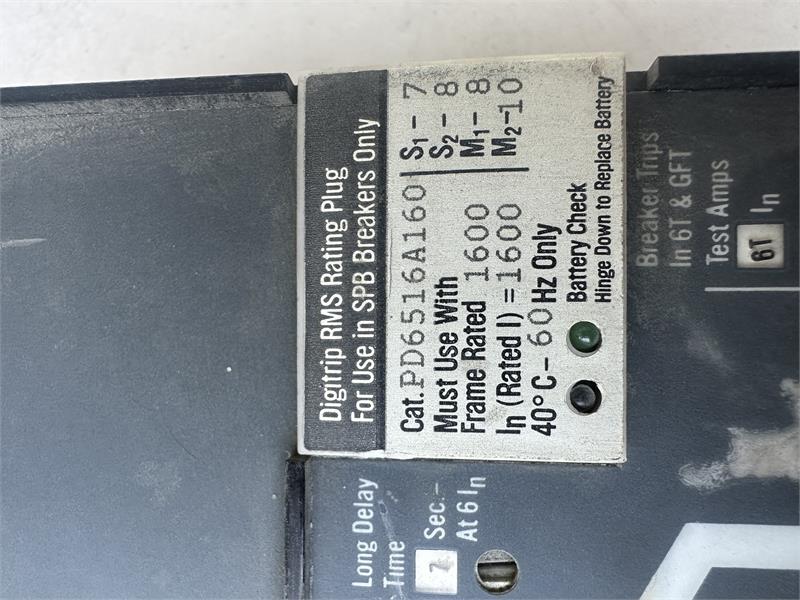 Digitrip RMS Rating Plug
For Use in SPB Breakers Only
Cat. PD6516A160
Must Use With
Frame Rated 1600
In (Rated I) = 1600
40°C - 60 Hz Only
S1 - 7
S2 - 8
M1 - 8
M2 - 10
Battery Check
Hinge Down to Replace Battery
Long Delay
Time
Sec.
At 6 In
Breaker Trips
In 6T & GFT
Test Amps
6T In